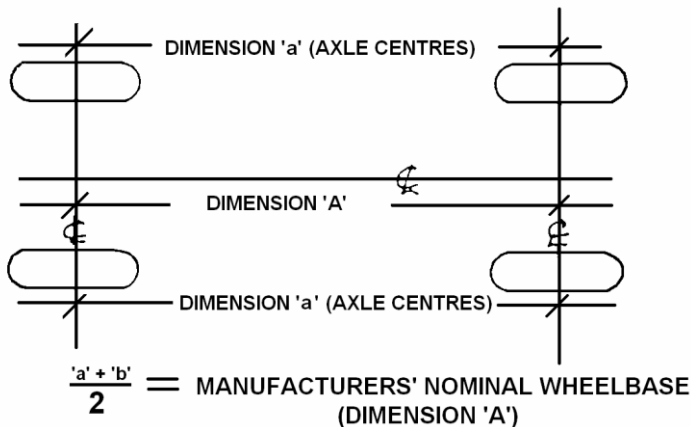 DIMENSION 'a' (AXLE CENTRES)
℄
DIMENSION 'A'
℄ ℄
DIMENSION 'a' (AXLE CENTRES)
'a' + 'b'
2
= MANUFACTURERS' NOMINAL WHEELBASE
(DIMENSION 'A')